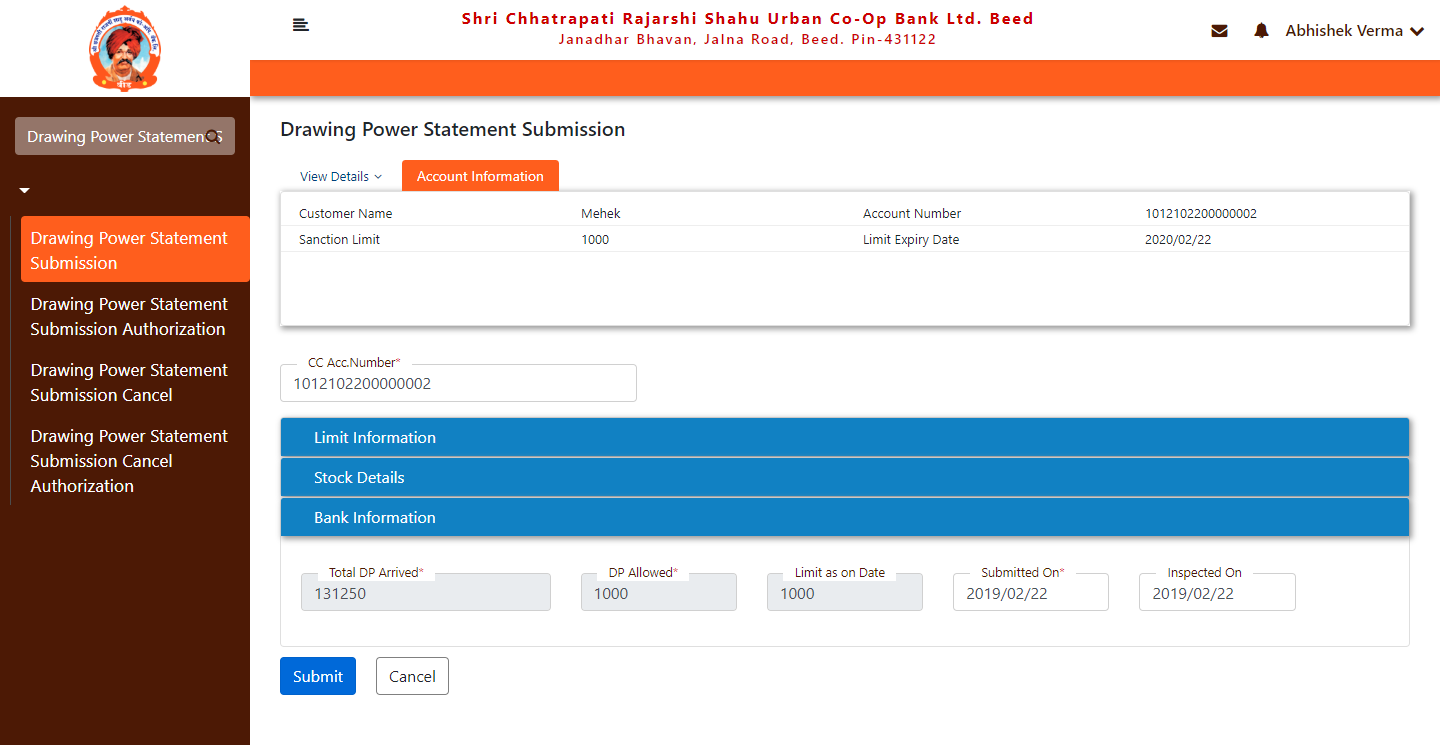 Shri Chhatrapati Rajarshi Shahu Urban Co-Op Bank Ltd. Beed
Janadhar Bhavan, Jalna Road, Beed. Pin-431122
Abhishek Verma
बीड
Drawing Power Statement
Drawing Power Statement Submission
View Details
Account Information
Customer Name Mehek Account Number 1012102200000002
Sanction Limit 1000 Limit Expiry Date 2020/02/22
Drawing Power Statement
Submission
Drawing Power Statement
Submission Authorization
Drawing Power Statement
Submission Cancel
Drawing Power Statement
Submission Cancel
Authorization
CC Acc.Number*
1012102200000002
Limit Information
Stock Details
Bank Information
Total DP Arrived* DP Allowed* Limit as on Date Submitted On* Inspected On
131250 1000 1000 2019/02/22 2019/02/22
Submit Cancel